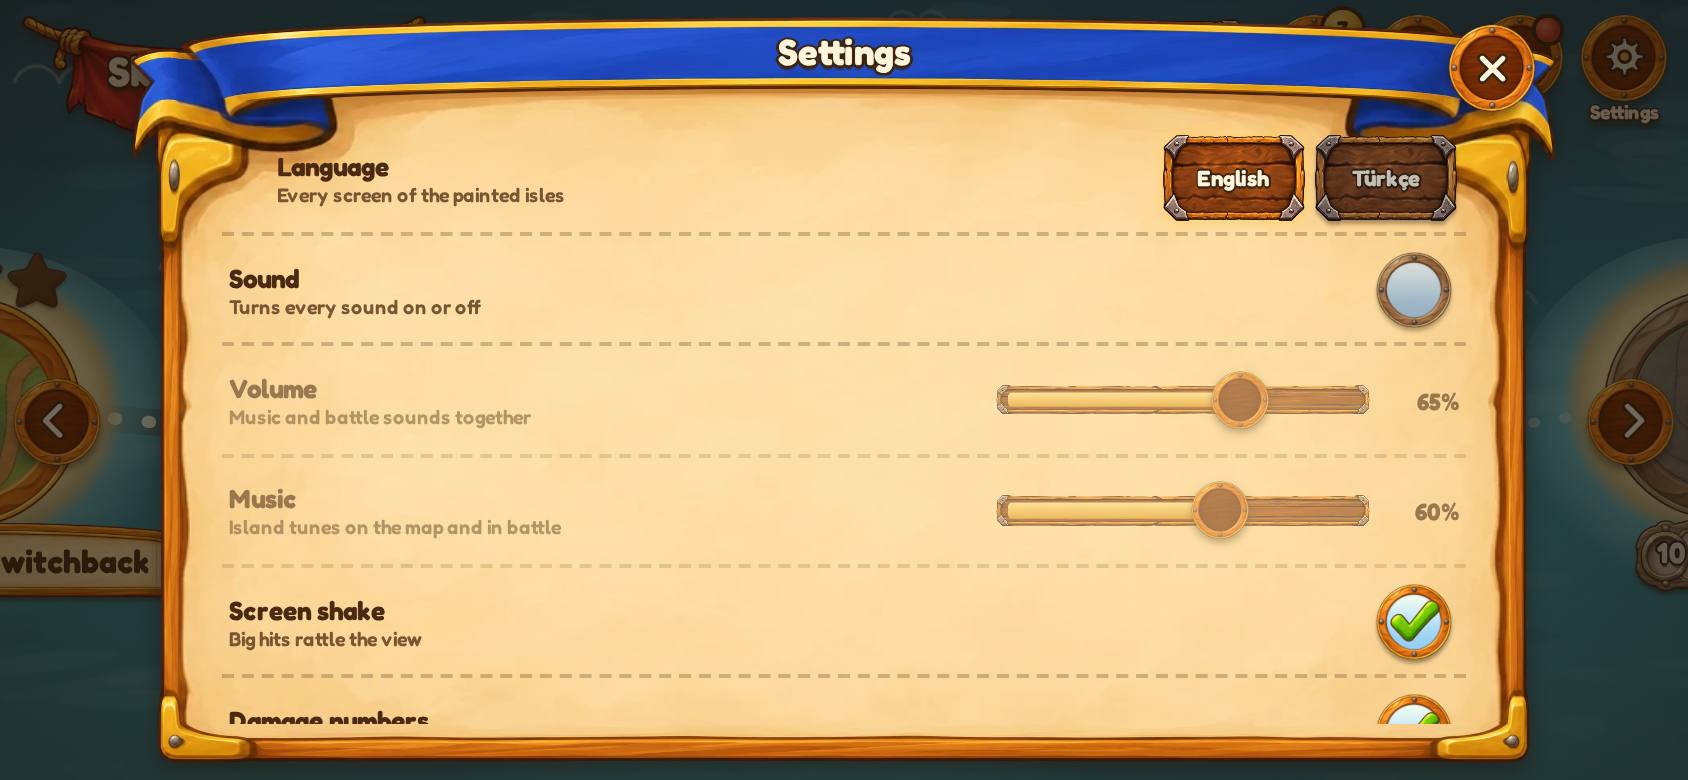 Settings
Settings
Language
Every screen of the painted isles
English
Türkçe
Sound
Turns every sound on or off
Volume
Music and battle sounds together
65%
Music
Island tunes on the map and in battle
60%
witchback
10
Screen shake
Big hits rattle the view
Damage numbers